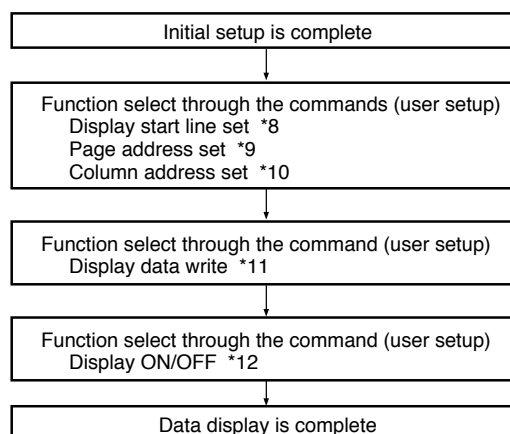 Initial setup is complete
Function select through the commands (user setup)
Display start line set *8
Page address set *9
Column address set *10
Function select through the command (user setup)
Display data write *11
Function select through the command (user setup)
Display ON/OFF *12
Data display is complete